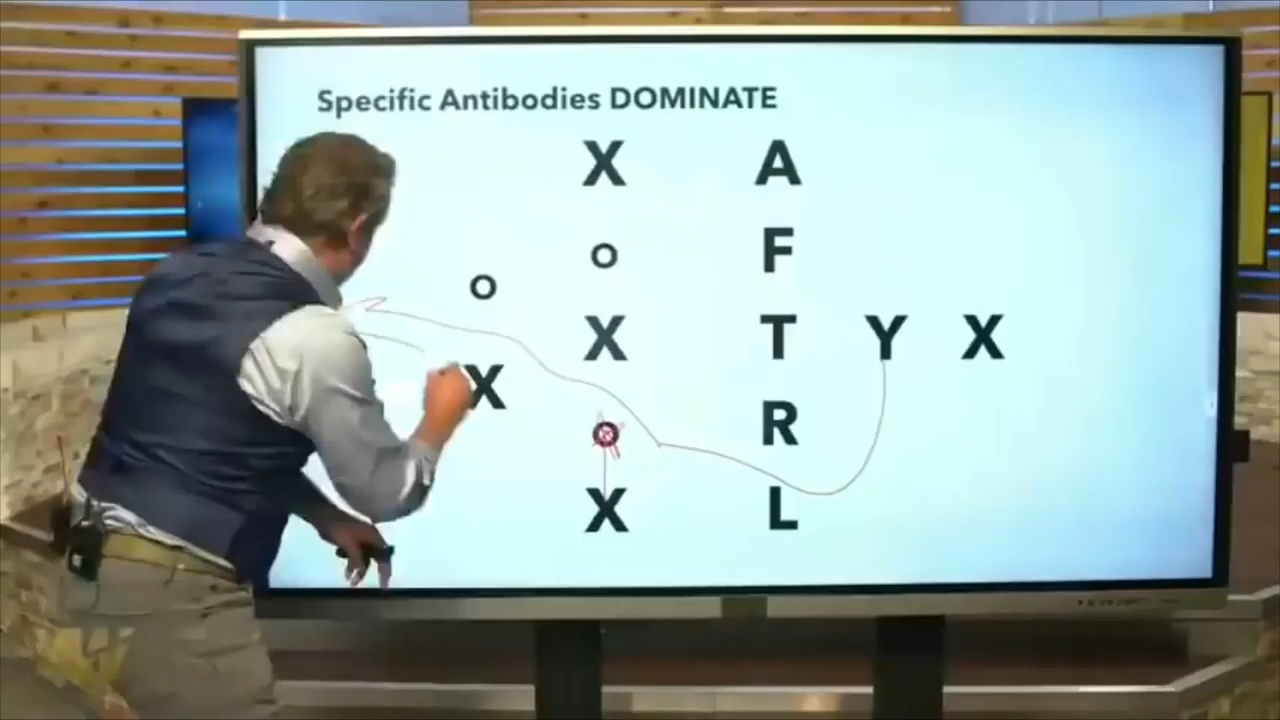 Specific Antibodies DOMINATE
X A
o F
o
X T Y X
X
R
X L